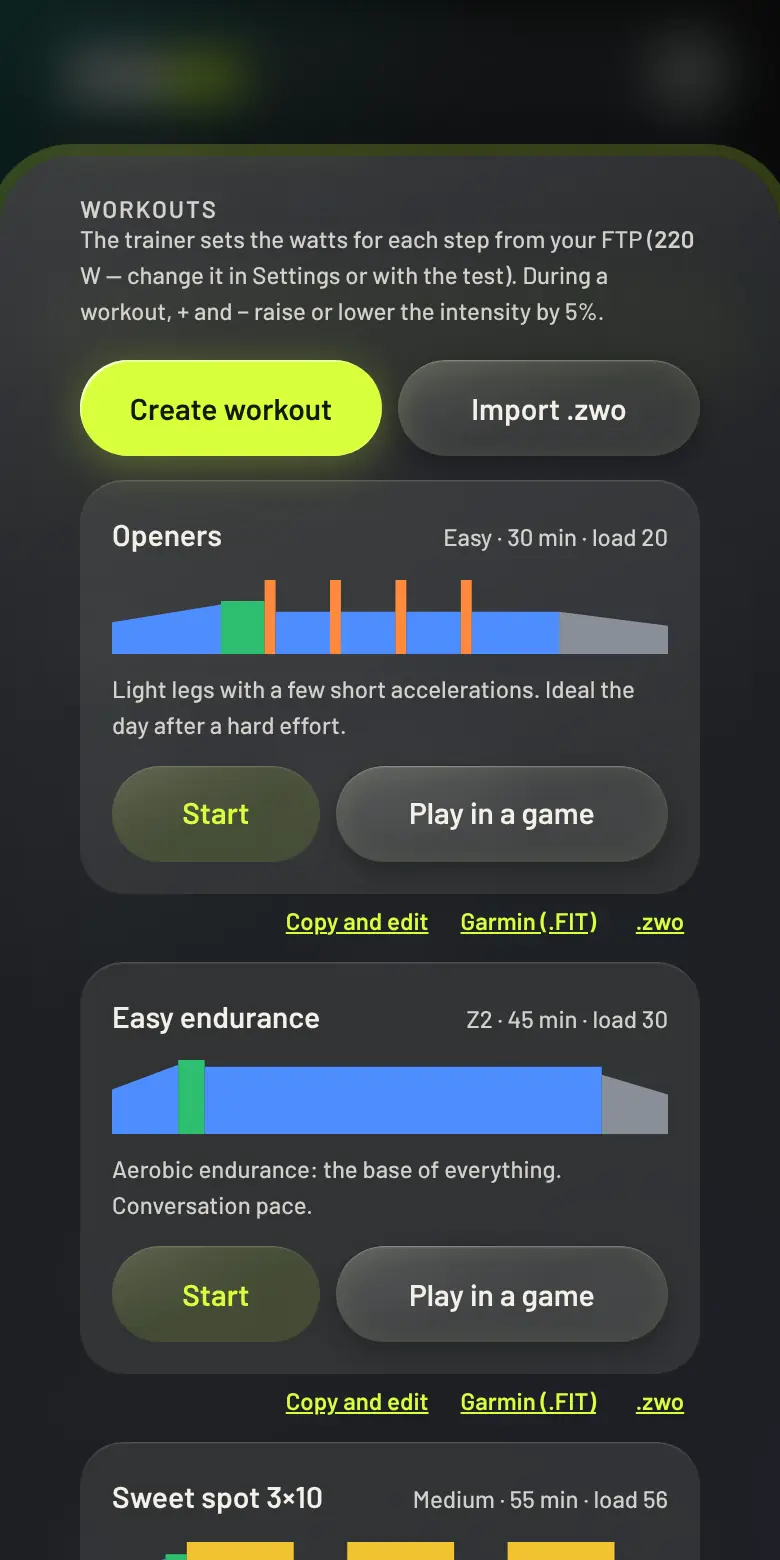 WORKOUTS
The trainer sets the watts for each step from your FTP (220
W — change it in Settings or with the test). During a
workout, + and − raise or lower the intensity by 5%.
Create workout
Import .zwo
Openers
Easy · 30 min · load 20
Light legs with a few short accelerations. Ideal the
day after a hard effort.
Start
Play in a game
Copy and edit
Garmin (.FIT)
.zwo
Easy endurance
Z2 · 45 min · load 30
Aerobic endurance: the base of everything.
Conversation pace.
Start
Play in a game
Copy and edit
Garmin (.FIT)
.zwo
Sweet spot 3×10
Medium · 55 min · load 56